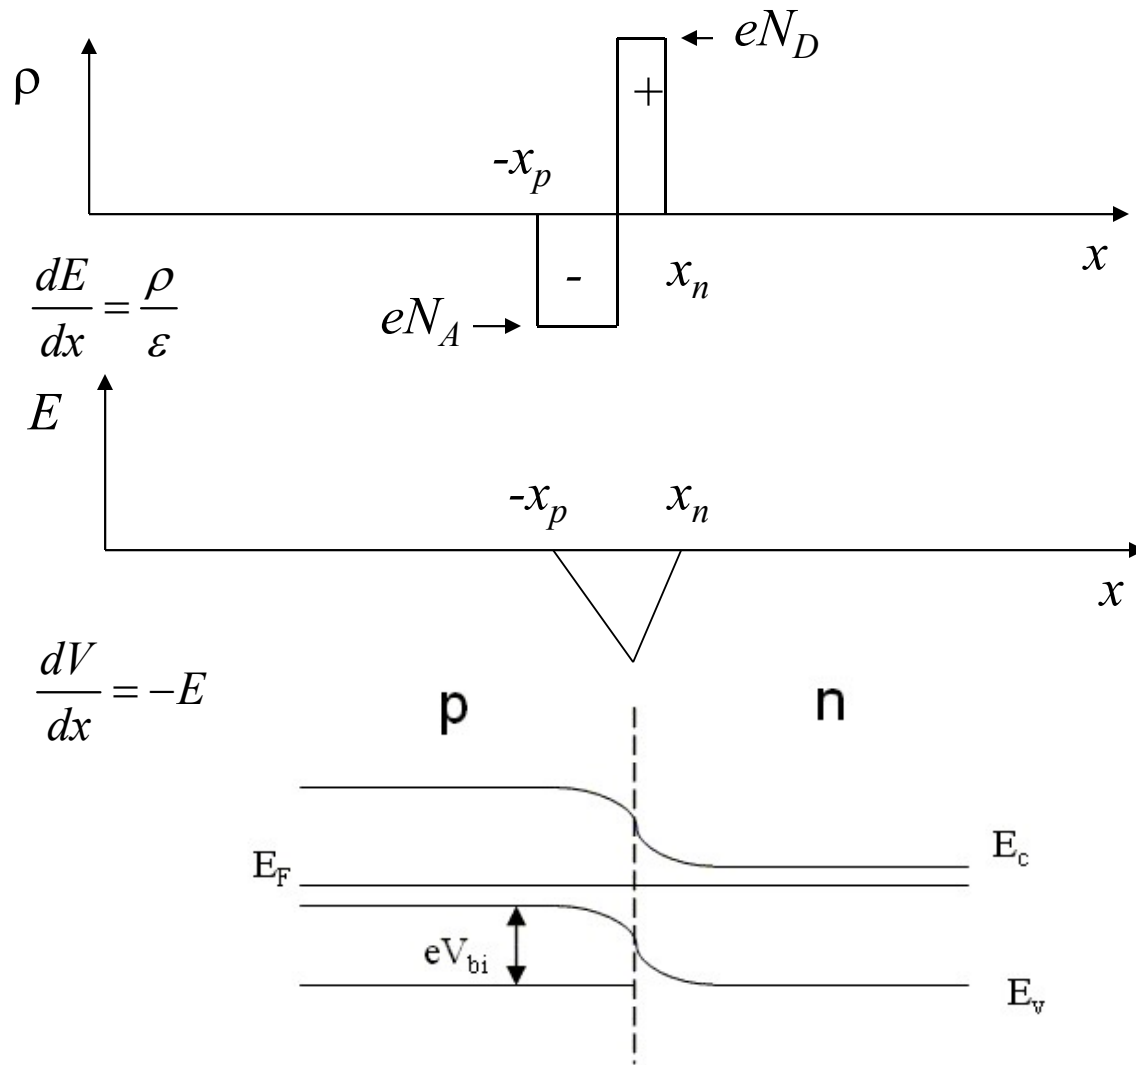 eN_D
ρ
+
-x_p
x
dE/dx = ρ/ε
-
x_n
eN_A
E
-x_p
x_n
x
dV/dx = −E
p
n
E_c
E_F
eV_bi
E_v